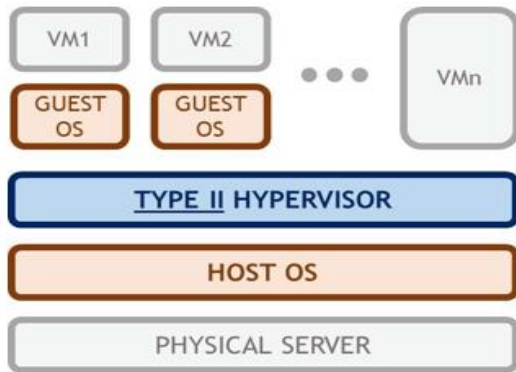 VM1
VM2
VMn
GUEST
OS
GUEST
OS
TYPE II HYPERVISOR
HOST OS
PHYSICAL SERVER